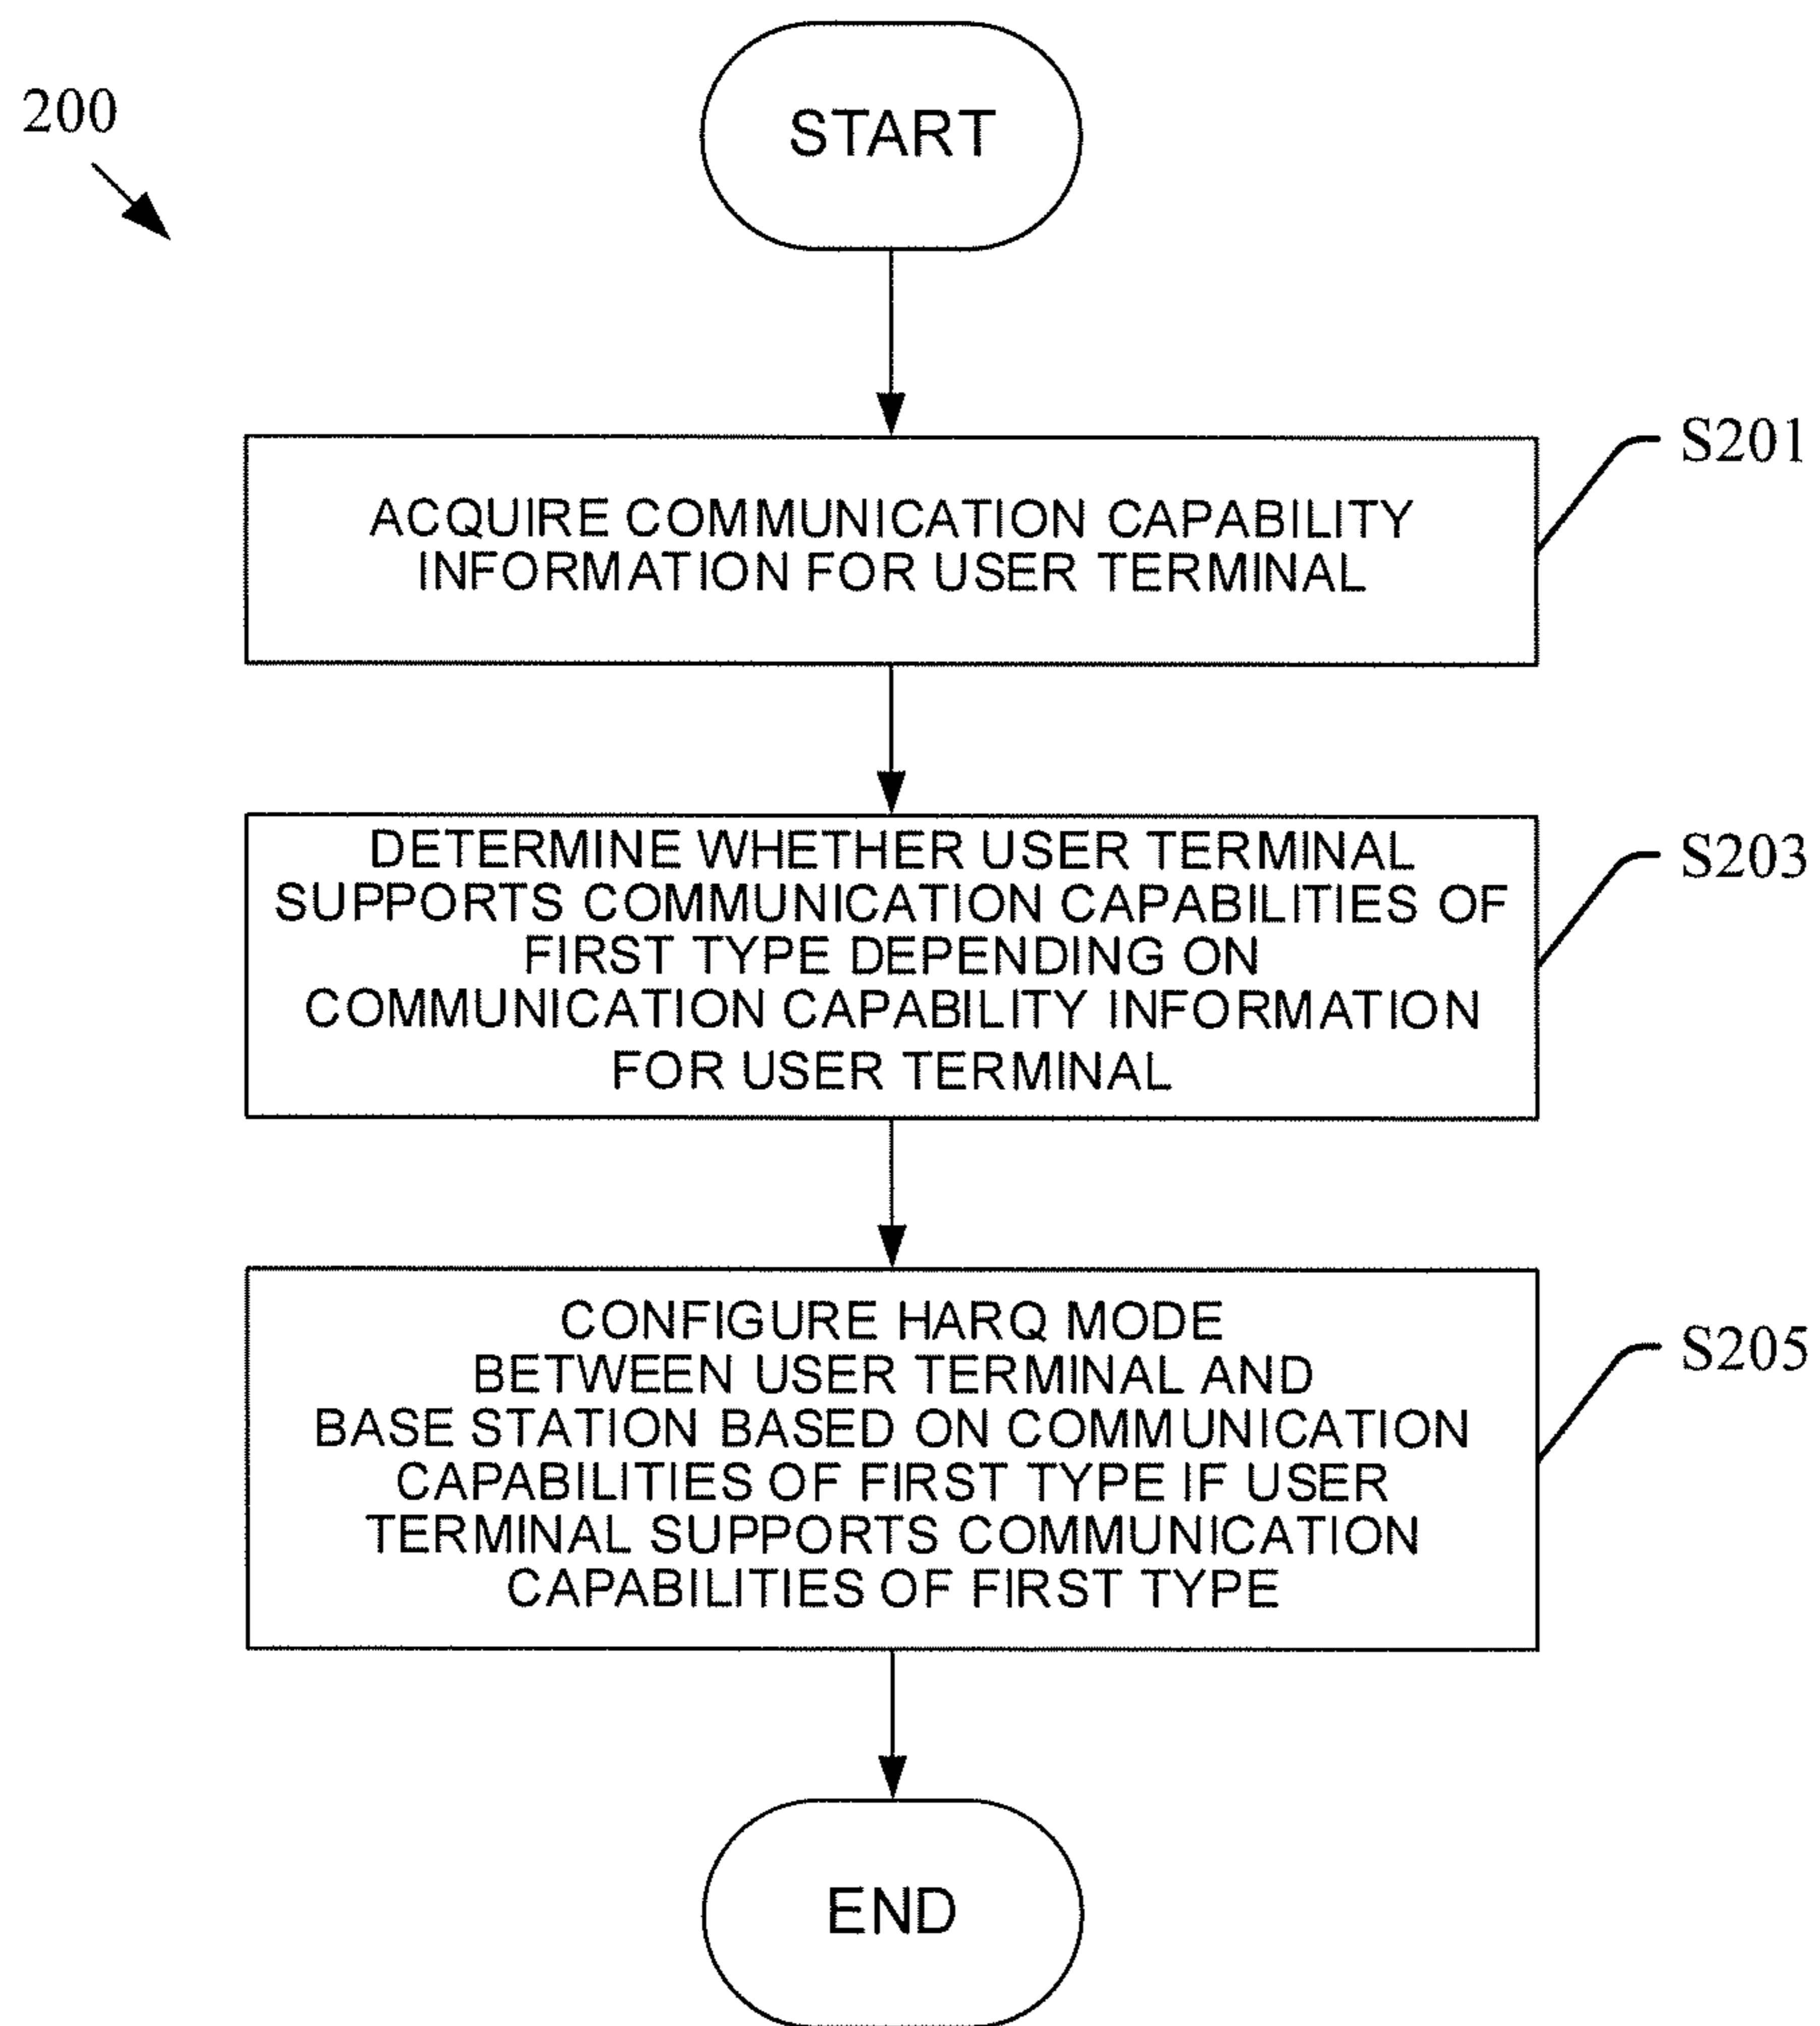 200
START
S201
ACQUIRE COMMUNICATION CAPABILITY
INFORMATION FOR USER TERMINAL
S203
DETERMINE WHETHER USER TERMINAL
SUPPORTS COMMUNICATION CAPABILITIES OF
FIRST TYPE DEPENDING ON
COMMUNICATION CAPABILITY INFORMATION
FOR USER TERMINAL
S205
CONFIGURE HARQ MODE
BETWEEN USER TERMINAL AND
BASE STATION BASED ON COMMUNICATION
CAPABILITIES OF FIRST TYPE IF USER
TERMINAL SUPPORTS COMMUNICATION
CAPABILITIES OF FIRST TYPE
END